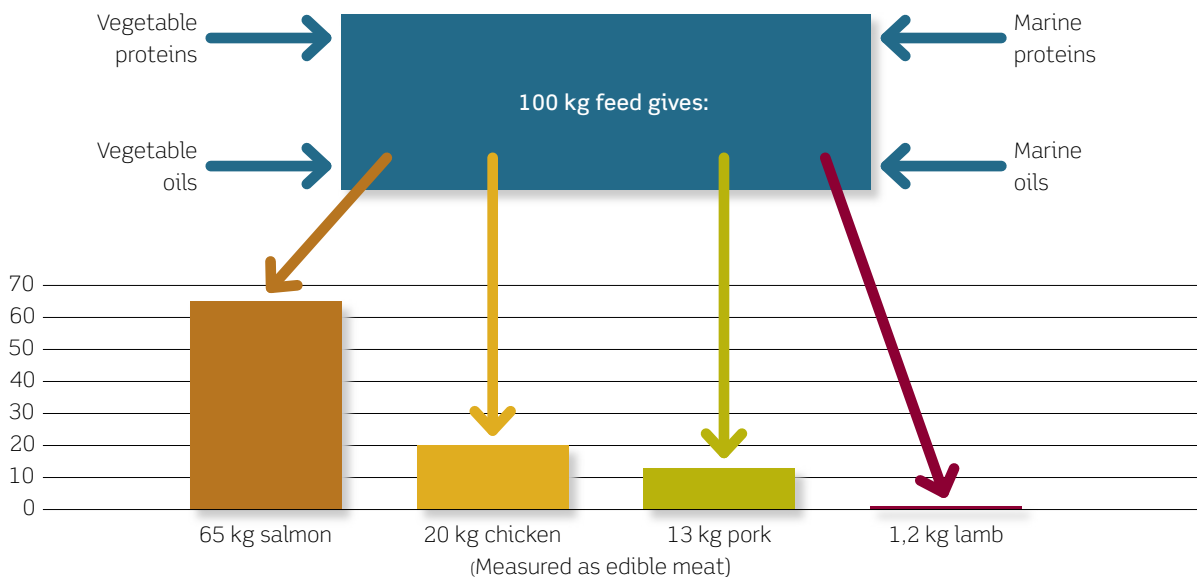 Vegetable
proteins
Marine
proteins
100 kg feed gives:
Vegetable
oils
Marine
oils
70
60
50
40
30
20
10
0
65 kg salmon
20 kg chicken
13 kg pork
1,2 kg lamb
(Measured as edible meat)